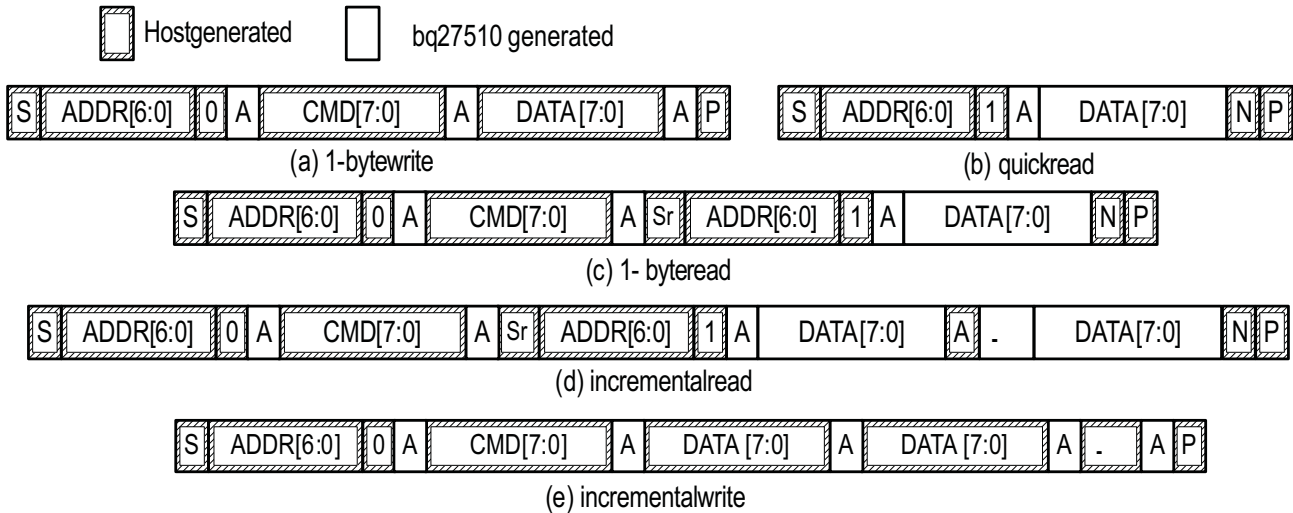 Hostgenerated bq27510 generated
S ADDR[6:0] 0 A CMD[7:0] A DATA[7:0] A P S ADDR[6:0] 1 A DATA[7:0] N P
(a) 1-bytewrite (b) quickread
S ADDR[6:0] 0 A CMD[7:0] A Sr ADDR[6:0] 1 A DATA[7:0] N P
(c) 1- byteread
S ADDR[6:0] 0 A CMD[7:0] A Sr ADDR[6:0] 1 A DATA[7:0] A . DATA[7:0] N P
(d) incrementalread
S ADDR[6:0] 0 A CMD[7:0] A DATA [7:0] A DATA [7:0] A . A P
(e) incrementalwrite